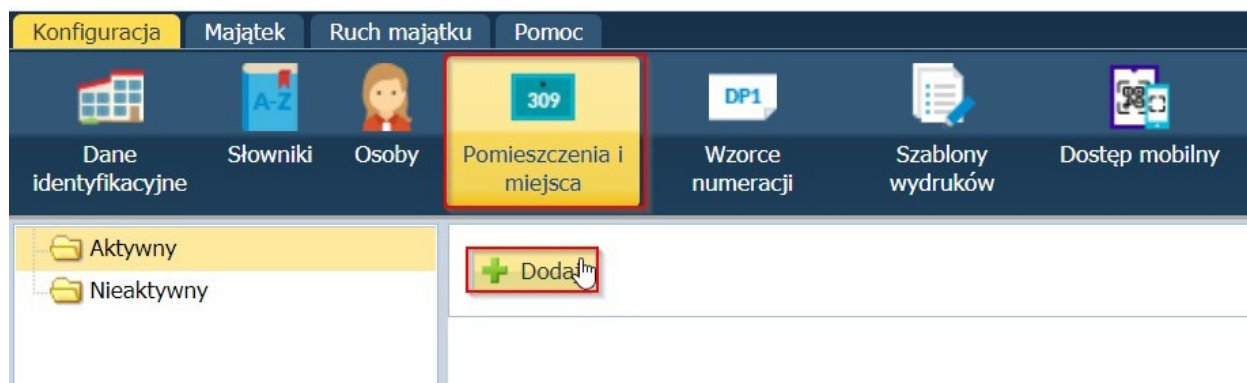 Konfiguracja Majątek Ruch majątku Pomoc
A-Z 309 DP1
Dane identyfikacyjne
Słowniki
Osoby
Pomieszczenia i
miejsca
Wzorce
numeracji
Szablony
wydruków
Dostęp mobilny
Aktywny
Nieaktywny
Dodaj